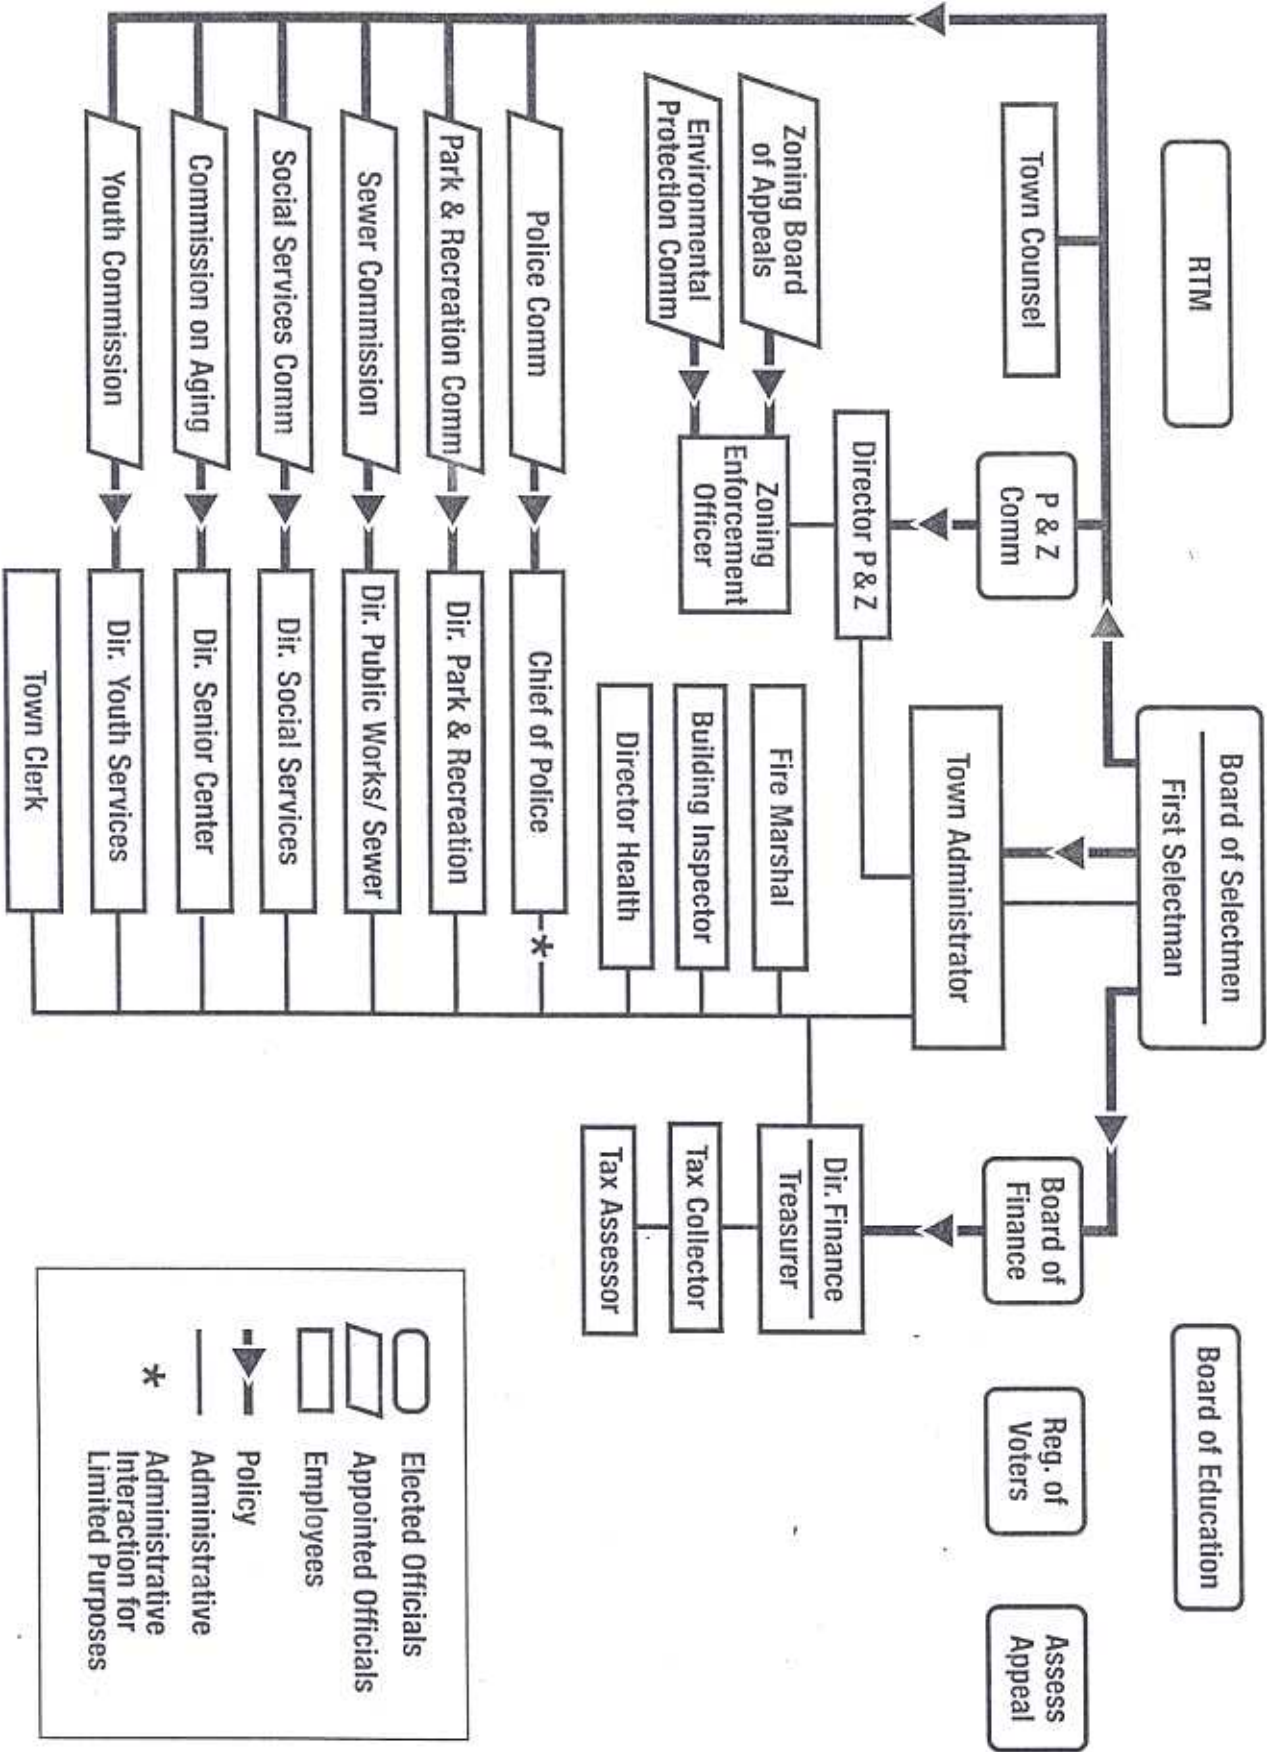 RTM
Board of Selectmen
First Selectman
Board of Education
Town Counsel
P & Z
Comm
Town Administrator
Board of
Finance
Reg. of
Voters
Assess
Appeal
Director P & Z
Zoning Board
of Appeals
Environmental
Protection Comm
Zoning
Enforcement
Officer
Fire Marshal
Building Inspector
Director Health
Dir. Finance
Treasurer
Tax Collector
Tax Assessor
Police Comm
Chief of Police
*
Park & Recreation Comm
Dir. Park & Recreation
Sewer Commission
Dir. Public Works/ Sewer
Social Services Comm
Dir. Social Services
Commission on Aging
Dir. Senior Center
Youth Commission
Dir. Youth Services
Town Clerk
Elected Officials
Appointed Officials
Employees
Policy
Administrative
* Administrative
Interaction for
Limited Purposes